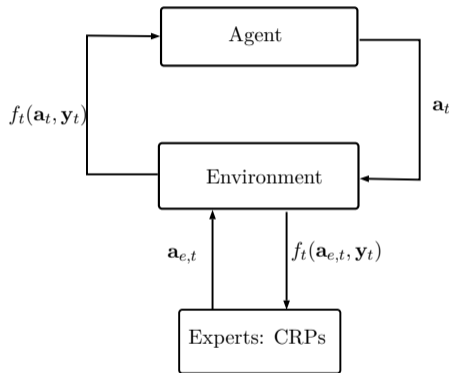 Agent
f_t(𝐚_t, 𝐲_t)
𝐚_t
Environment
𝐚_{e,t}
f_t(𝐚_{e,t}, 𝐲_t)
Experts: CRPs